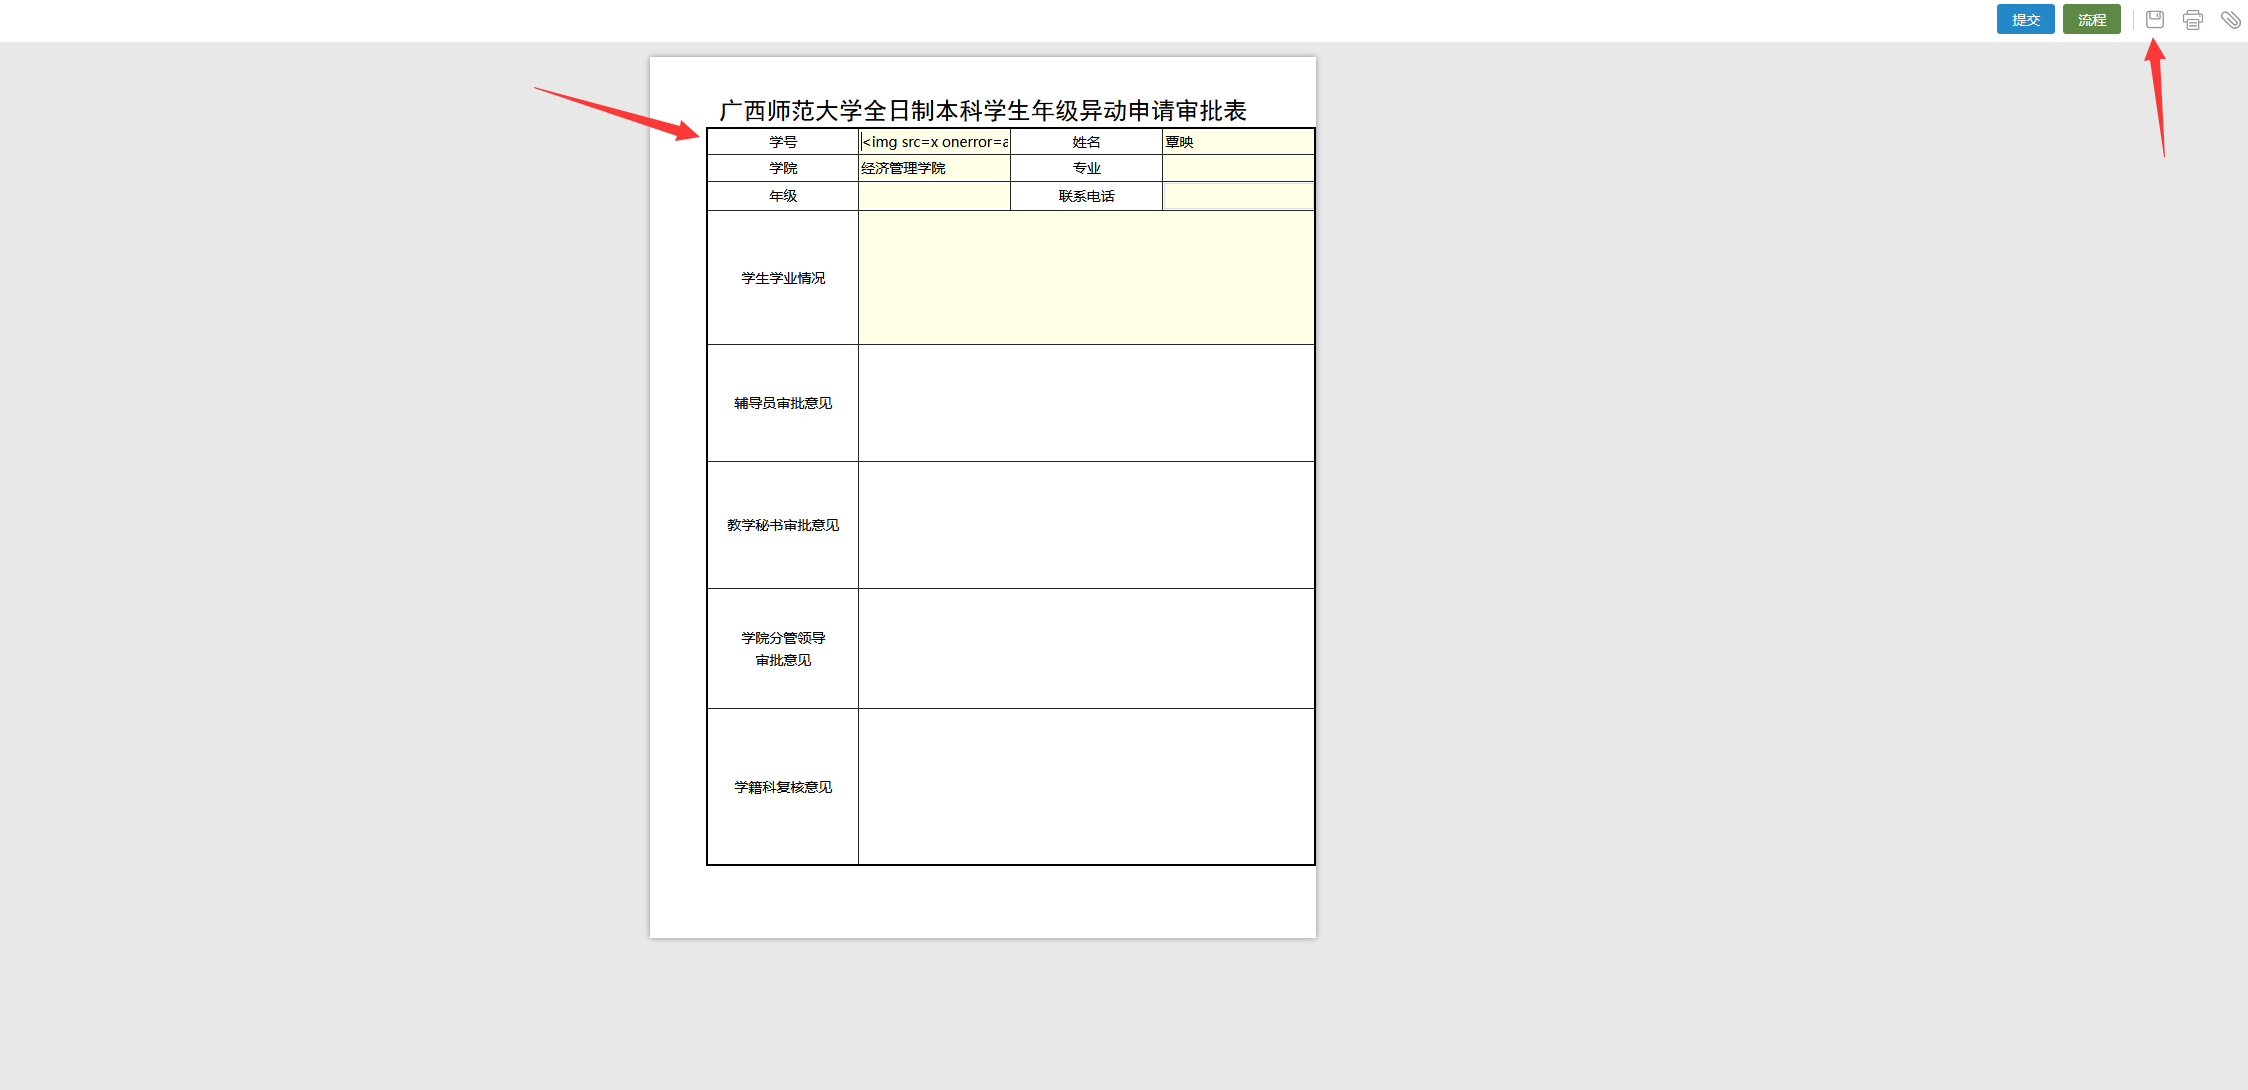 提交 流程
广西师范大学全日制本科学生年级异动申请审批表
学号 <img src=x onerror=a 姓名 覃映
学院 经济管理学院 专业
年级 联系电话
学生学业情况
辅导员审批意见
教学秘书审批意见
学院分管领导
审批意见
学籍科复核意见